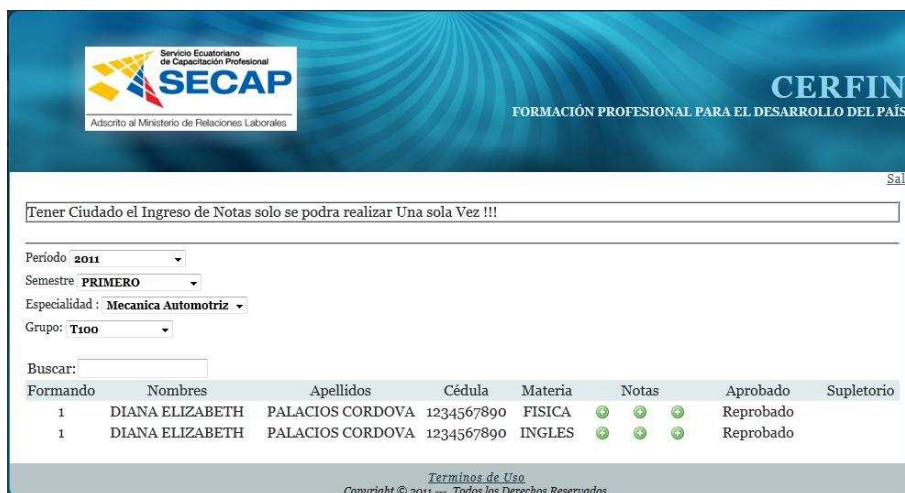 Servicio Ecuatoriano
de Capacitación Profesional
SECAP
Adscrito al Ministerio de Relaciones Laborales
CERFIN
FORMACIÓN PROFESIONAL PARA EL DESARROLLO DEL PAÍS
Sal
Tener Ciudado el Ingreso de Notas solo se podra realizar Una sola Vez !!!
Período 2011
Semestre PRIMERO
Especialidad : Mecanica Automotriz
Grupo: T100
Buscar:
Formando Nombres Apellidos Cédula Materia Notas Aprobado Supletorio
1 DIANA ELIZABETH PALACIOS CORDOVA 1234567890 FISICA Reprobado
1 DIANA ELIZABETH PALACIOS CORDOVA 1234567890 INGLES Reprobado
Terminos de Uso
Copyright © 2011 --- Todos los Derechos Reservados